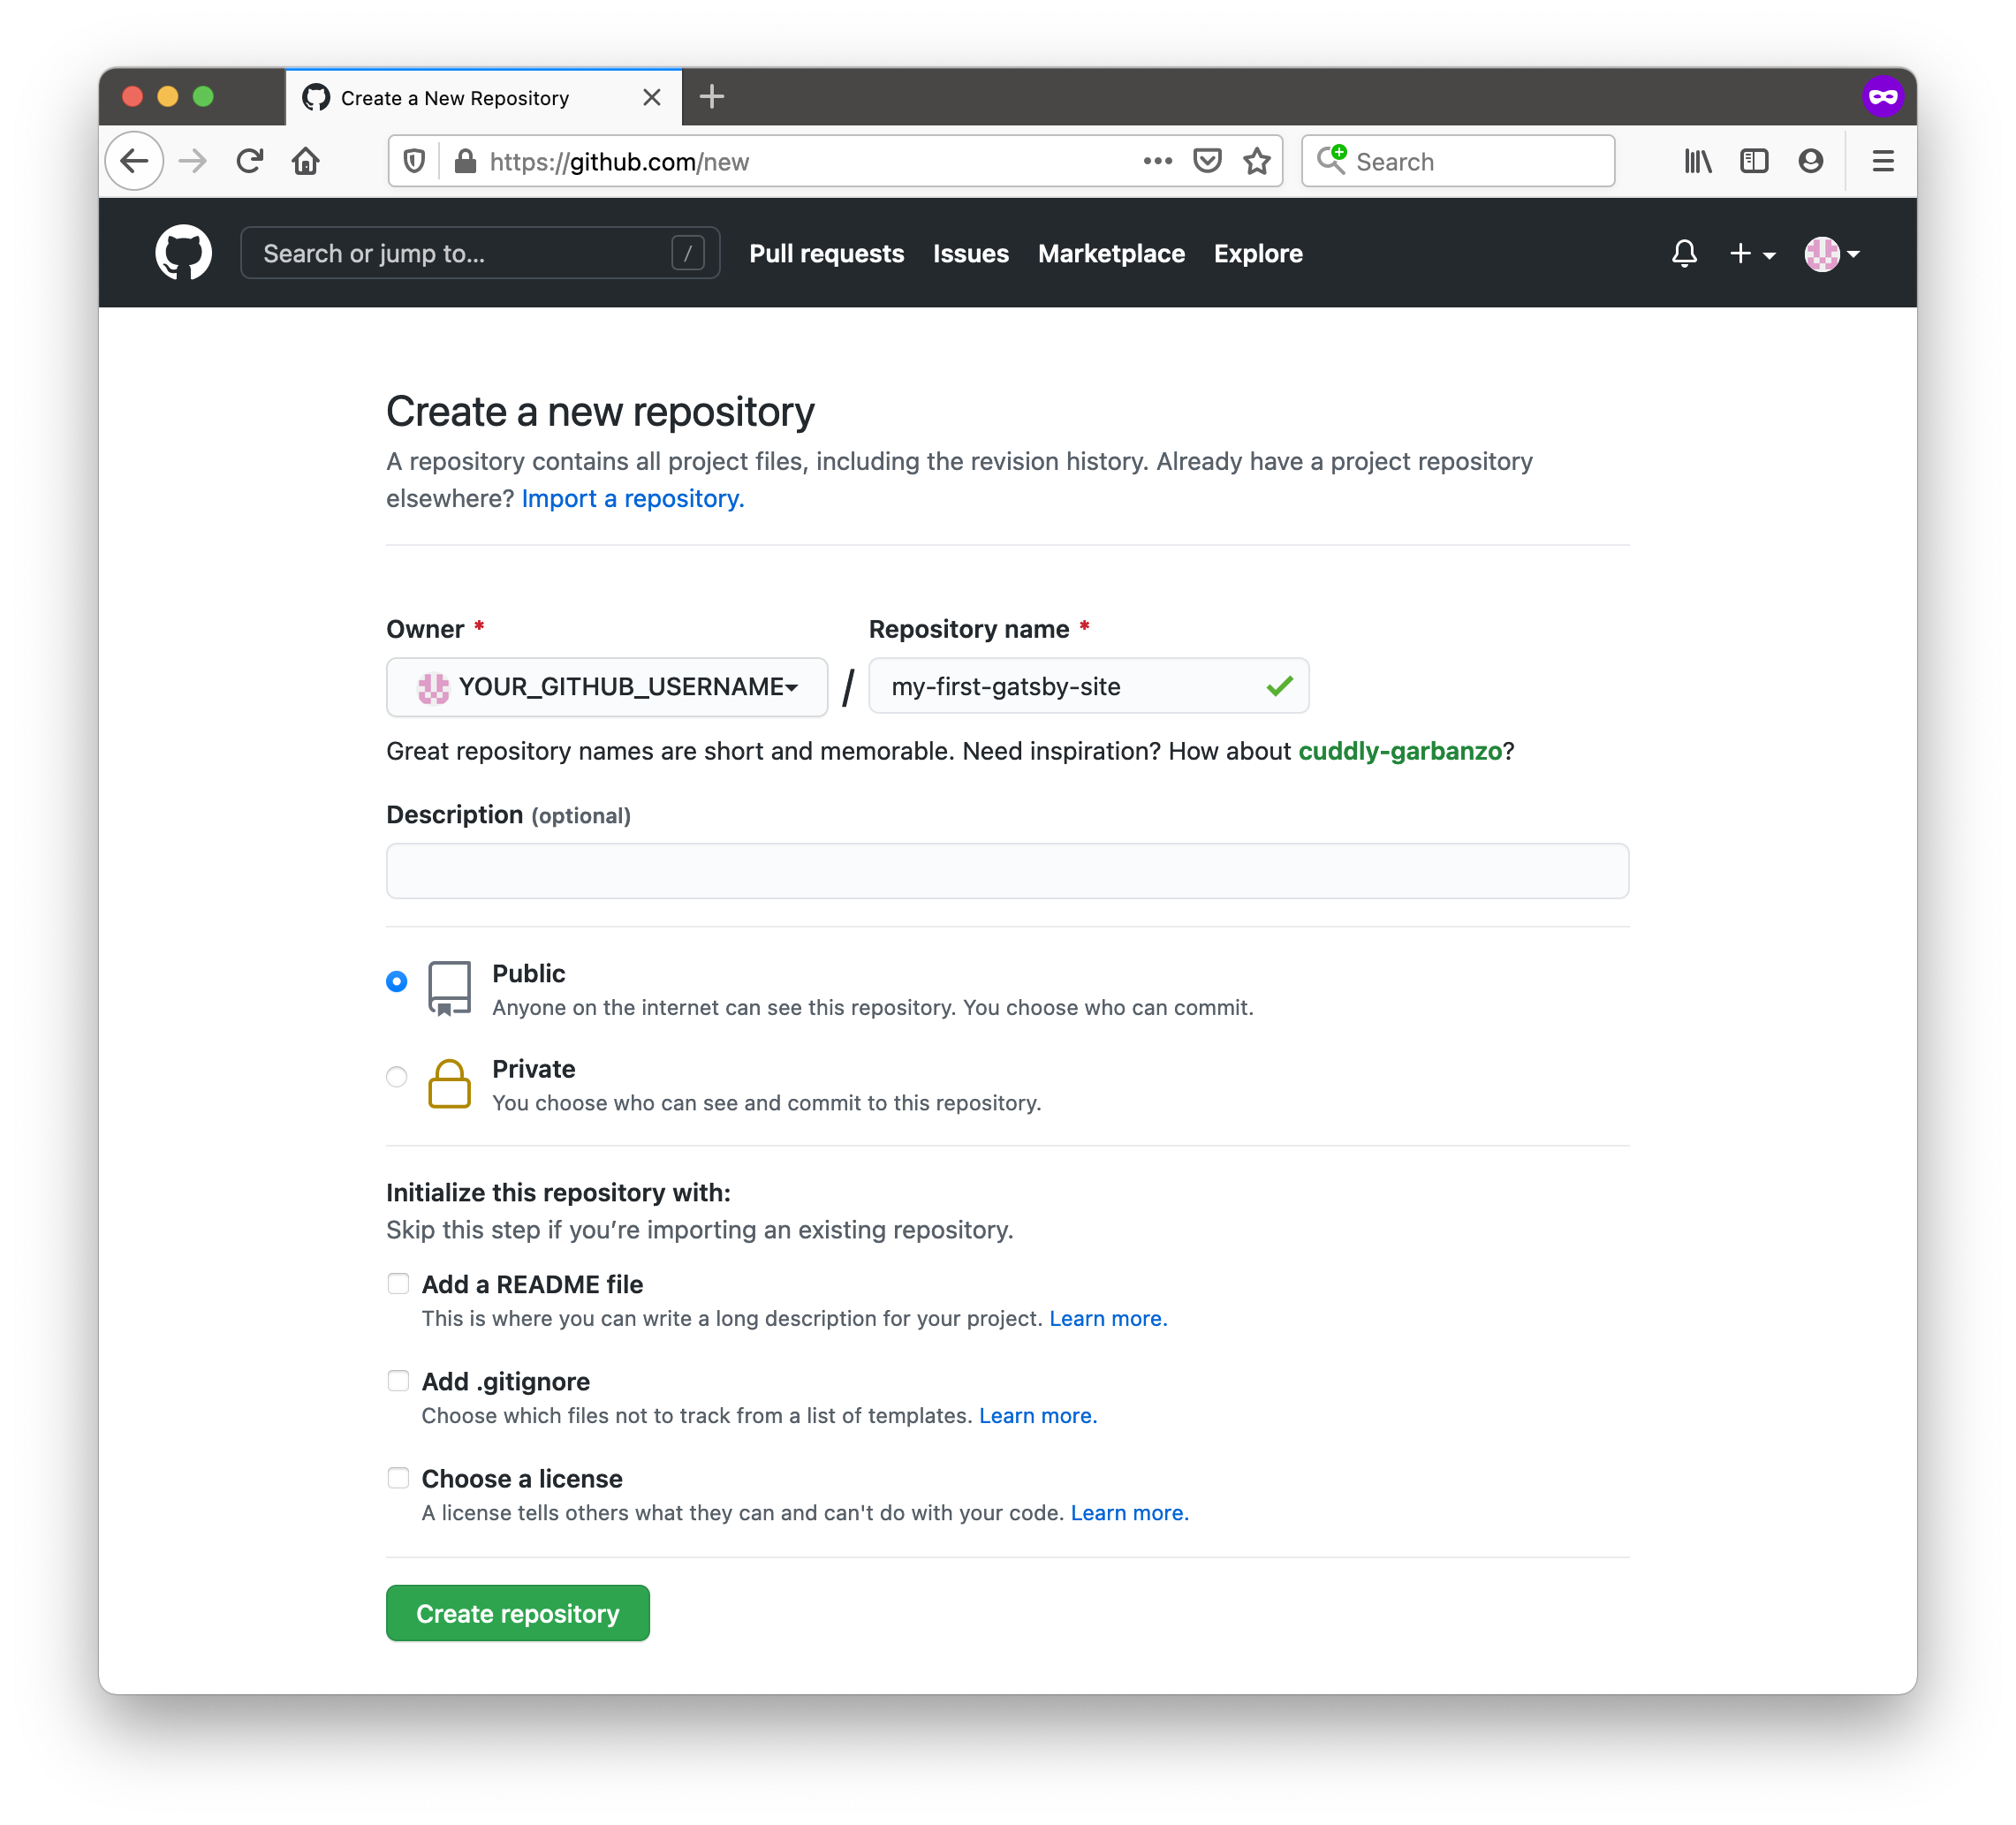 Create a New Repository
https://github.com/new
Search
Search or jump to...
/
Pull requests
Issues
Marketplace
Explore
Create a new repository
A repository contains all project files, including the revision history. Already have a project repository
elsewhere? Import a repository.
Owner *
Repository name *
YOUR_GITHUB_USERNAME
/
my-first-gatsby-site
Great repository names are short and memorable. Need inspiration? How about cuddly-garbanzo?
Description (optional)
Public
Anyone on the internet can see this repository. You choose who can commit.
Private
You choose who can see and commit to this repository.
Initialize this repository with:
Skip this step if you’re importing an existing repository.
Add a README file
This is where you can write a long description for your project. Learn more.
Add .gitignore
Choose which files not to track from a list of templates. Learn more.
Choose a license
A license tells others what they can and can't do with your code. Learn more.
Create repository